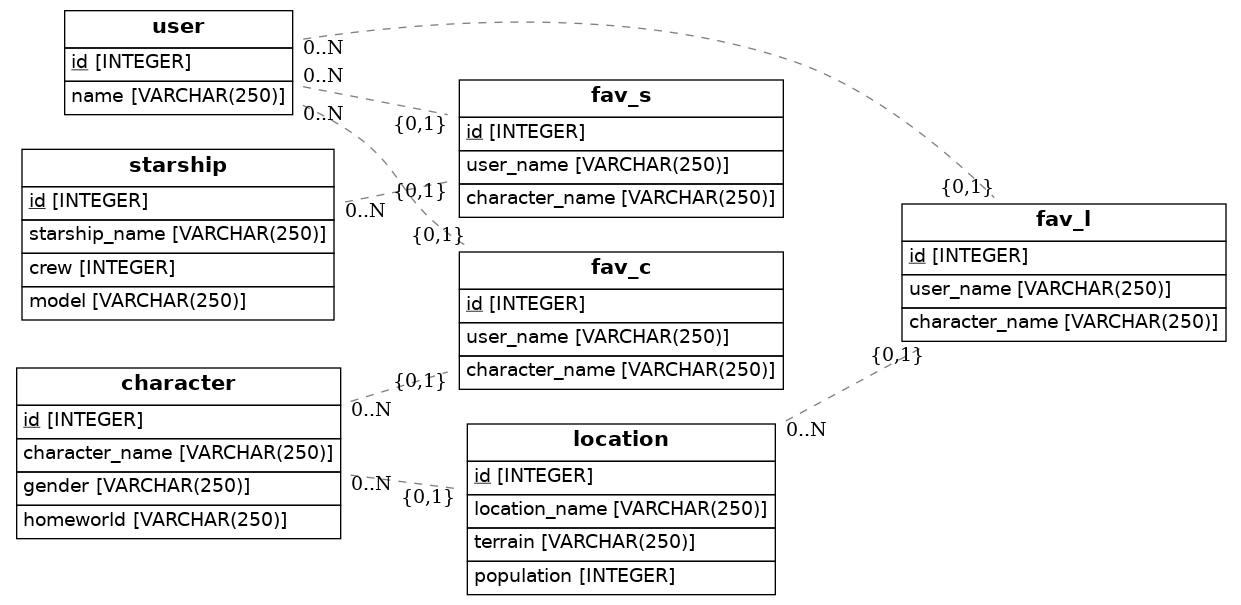 user
id [INTEGER]
name [VARCHAR(250)]
0..N
0..N
0..N
starship
id [INTEGER]
starship_name [VARCHAR(250)]
crew [INTEGER]
model [VARCHAR(250)]
0..N
character
id [INTEGER]
character_name [VARCHAR(250)]
gender [VARCHAR(250)]
homeworld [VARCHAR(250)]
0..N
0..N
{0,1}
{0,1}
fav_s
id [INTEGER]
user_name [VARCHAR(250)]
character_name [VARCHAR(250)]
{0,1}
{0,1}
fav_c
id [INTEGER]
user_name [VARCHAR(250)]
character_name [VARCHAR(250)]
{0,1}
location
id [INTEGER]
location_name [VARCHAR(250)]
terrain [VARCHAR(250)]
population [INTEGER]
0..N
{0,1}
fav_l
id [INTEGER]
user_name [VARCHAR(250)]
character_name [VARCHAR(250)]
{0,1}